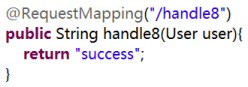 @RequestMapping("/handle8")
public String handle8(User user){
    return "success";
}